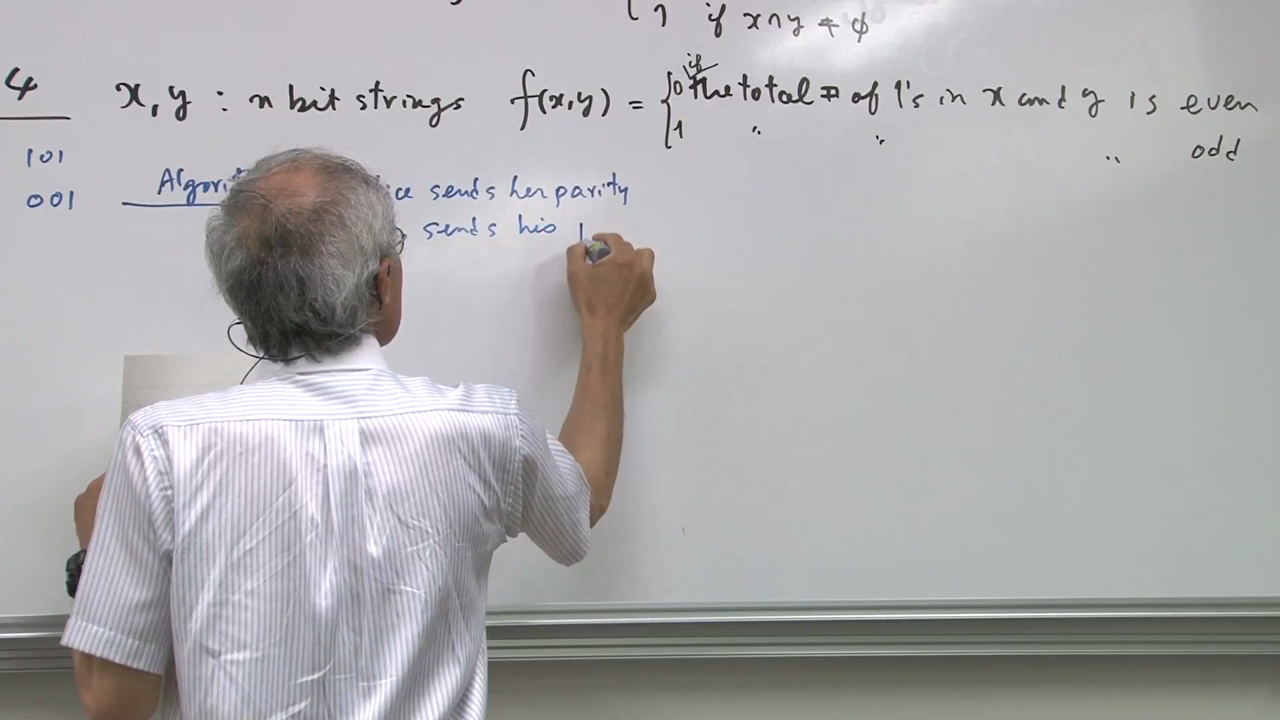 1 if x∩y ≠ ϕ
4 x, y : n bit strings f(x,y) = { 0 if the total # of 1's in x and y is even
1 " " " odd
101
001
Algori ice sends her parity
sends his p